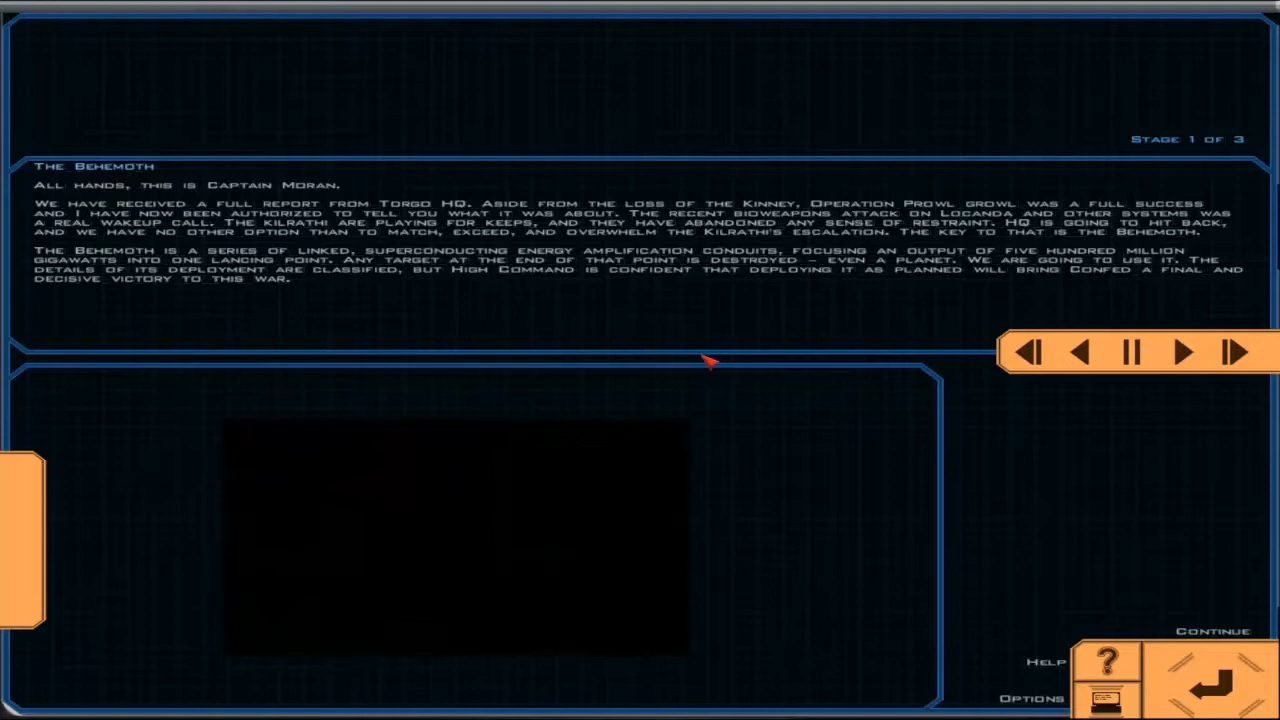 Stage 1 of 3
The Behemoth
All hands, this is Captain Moran.
We have received a full report from Torgo HQ. Aside from the loss of the Kinney, Operation Prowl growl was a full success
and I have now been authorized to tell you what it was about. The recent bioweapons attack on Locanda and other systems was
a real wakeup call. The Kilrathi are playing for keeps, and they have abandoned any sense of restraint. HQ is going to hit back,
and we have no other option than to match, exceed, and overwhelm the Kilrath's escalation. The key to that is the Behemoth.
The Behemoth is a series of linked, superconducting energy amplification conduits, focusing an output of five hundred million
gigawatts into one lancing point. Any target at the end of that point is destroyed – even a planet. We are going to use it. The
details of its deployment are classified, but High Command is confident that deploying it as planned will bring Confed a final and
decisive victory to this war.
Continue
Help
?
Options